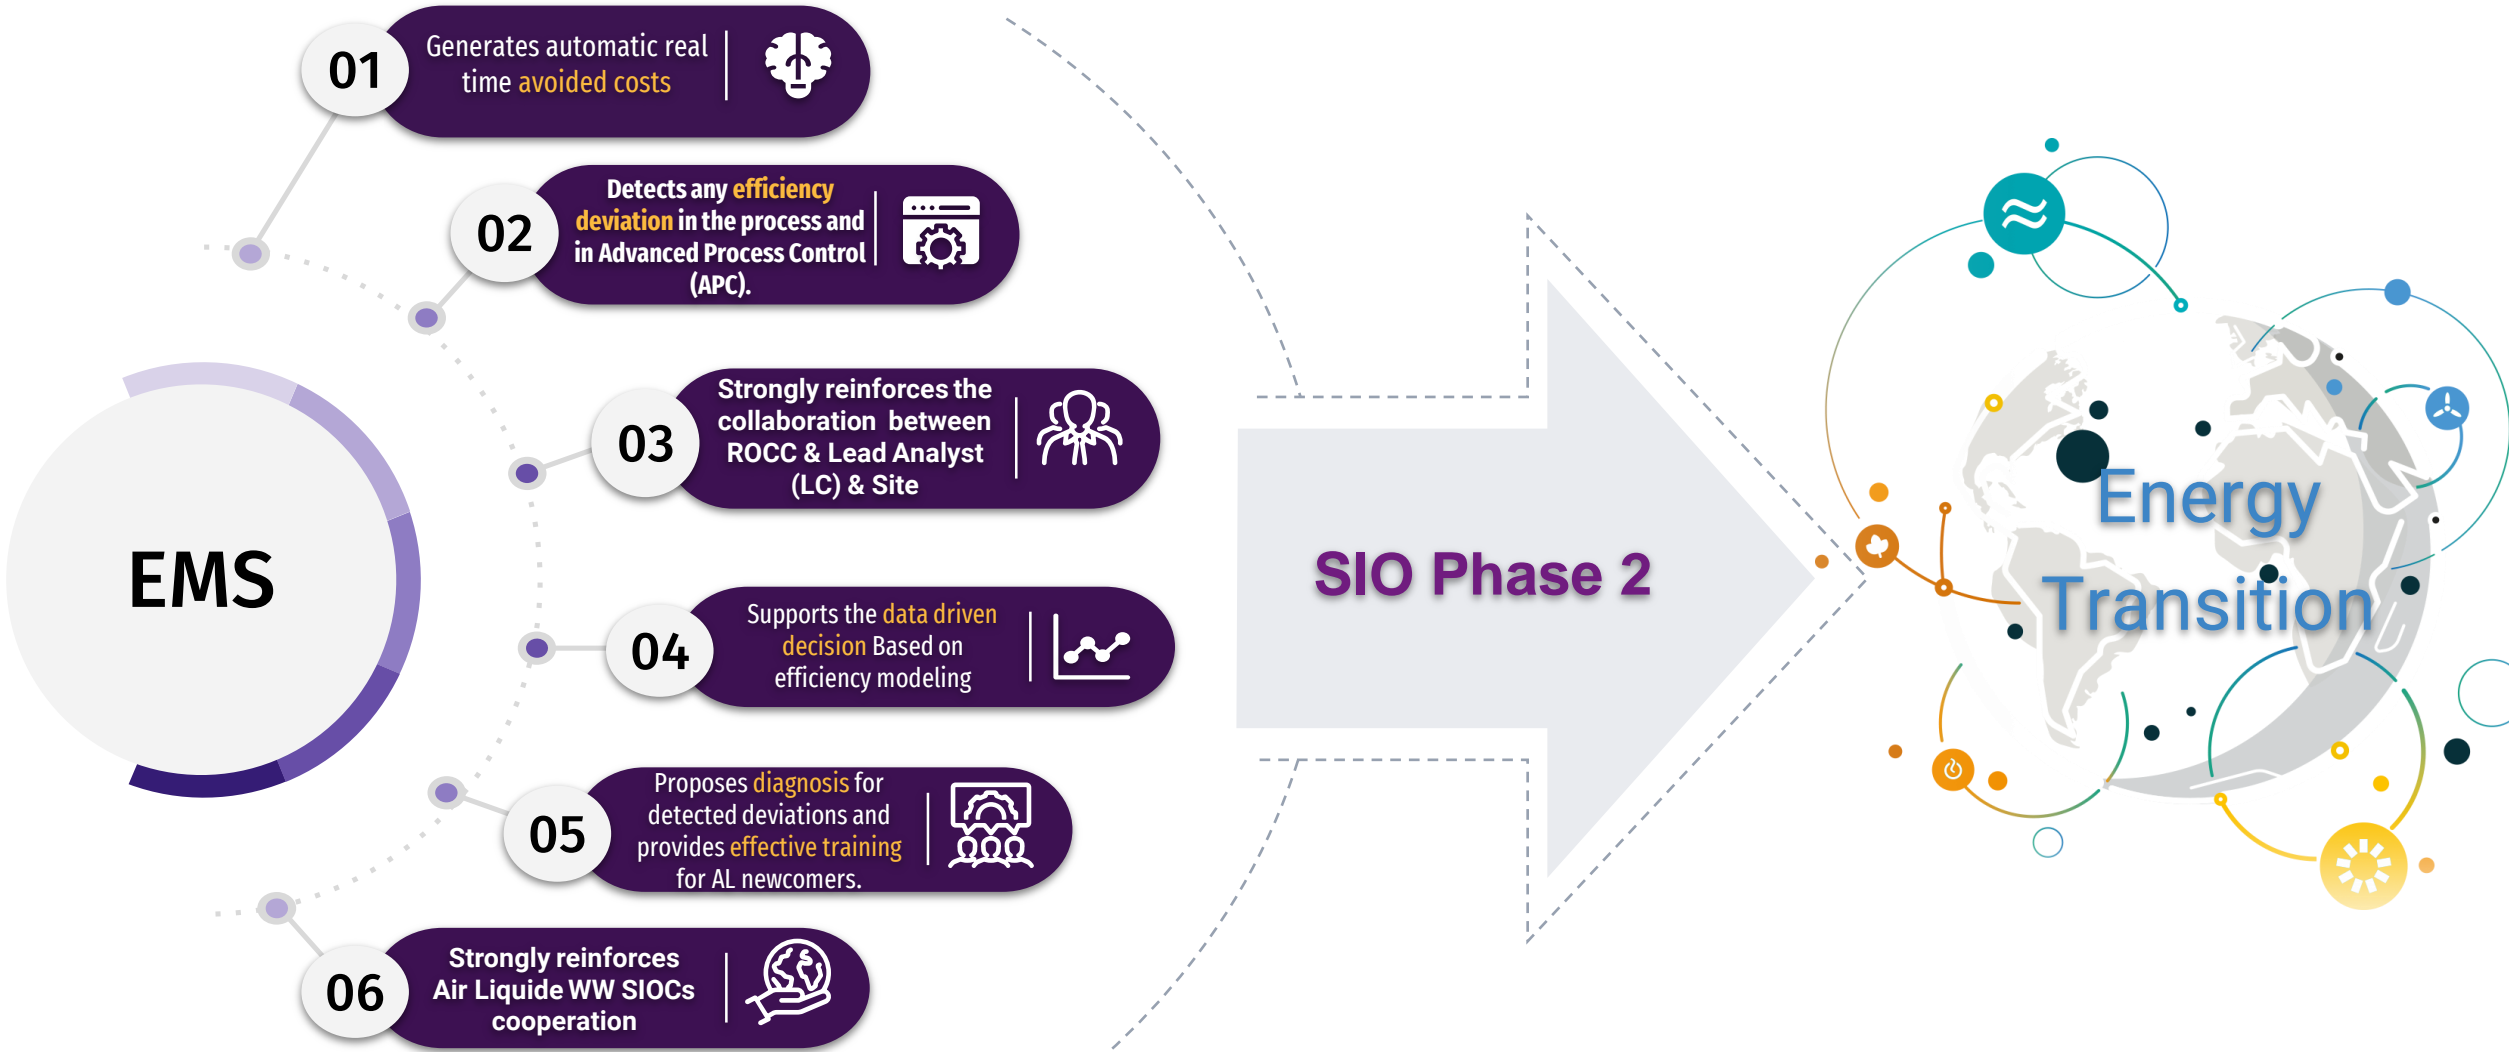 01
Generates automatic real
time avoided costs
02
Detects any efficiency
deviation in the process and
in Advanced Process Control
(APC).
03
Strongly reinforces the
collaboration between
ROCC & Lead Analyst
(LC) & Site
EMS
04
Supports the data driven
decision Based on
efficiency modeling
05
Proposes diagnosis for
detected deviations and
provides effective training
for AL newcomers.
06
Strongly reinforces
Air Liquide WW SIOCs
cooperation
SIO Phase 2
Energy
Transition